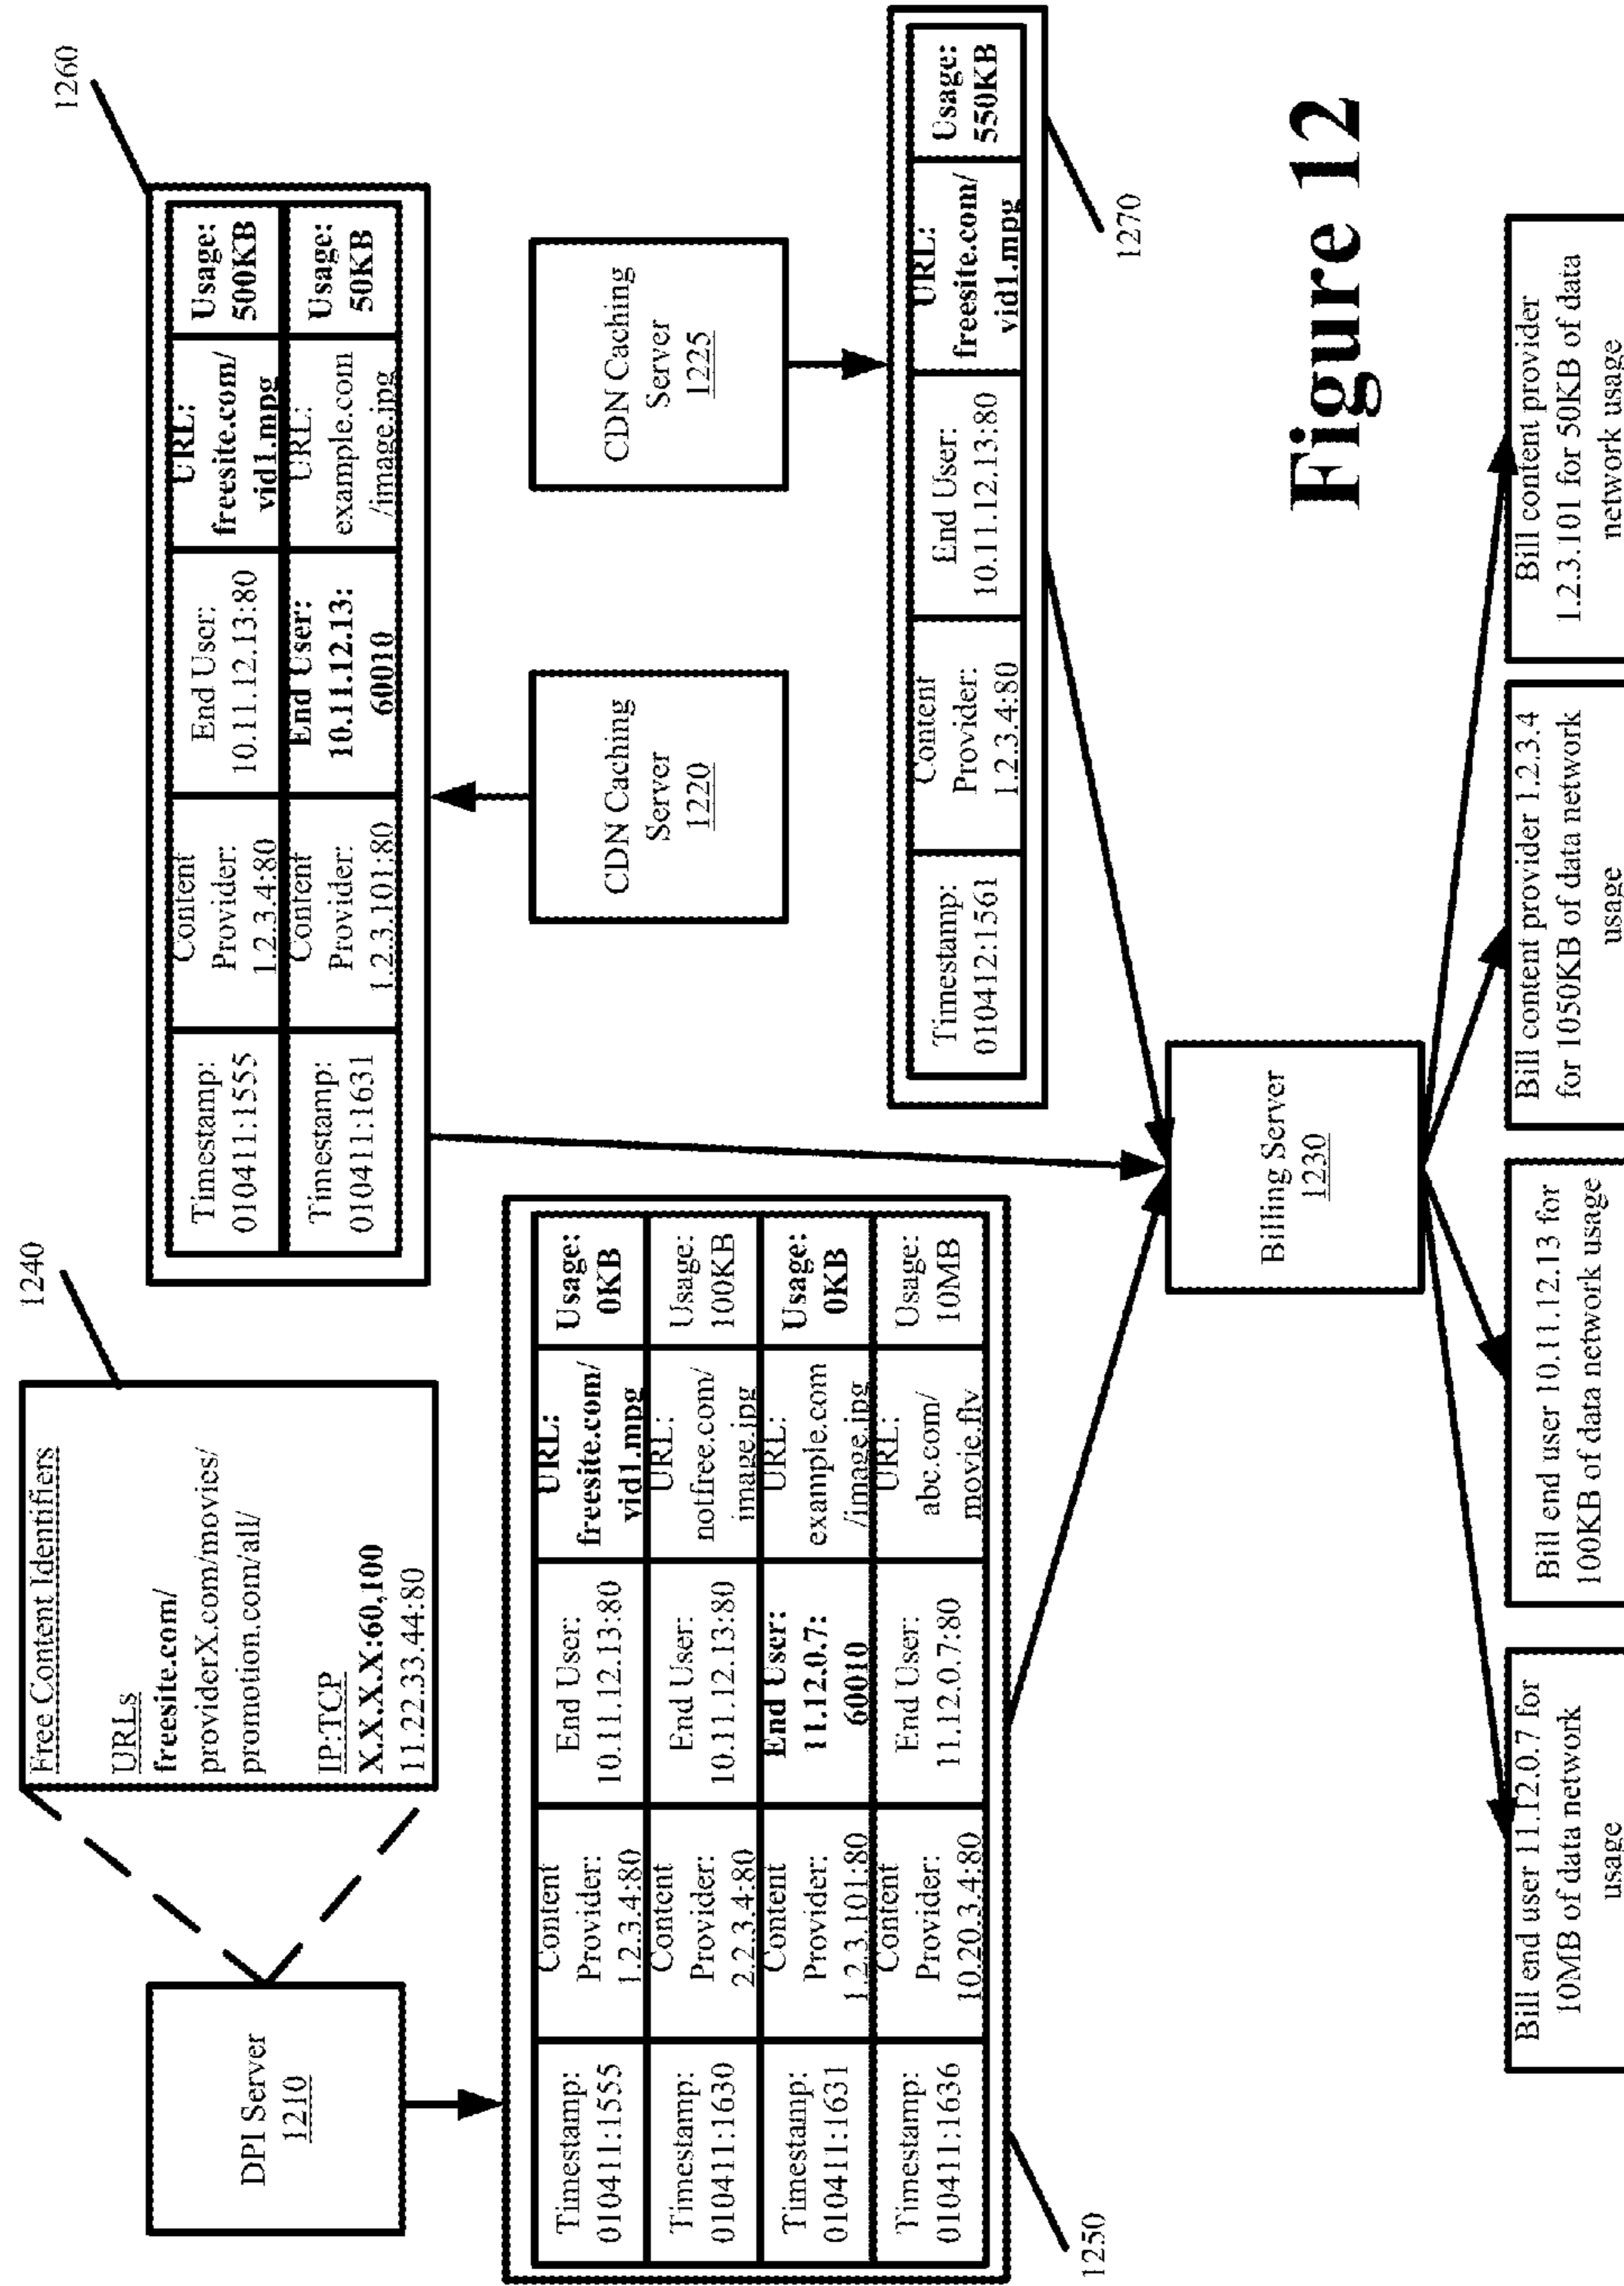 1240
1260
Free Content Identifiers
URLs
freesite.com/
providerX.com/movies/
promotion.com/all/
IP:TCP
X.X.X.X:60,100
11.22.33.44:80
DPI Server
1210
Timestamp:
010411:1555
Content
Provider:
1.2.3.4:80
End User:
10.11.12.13:80
URL:
freesite.com/
vid1.mpg
Usage:
500KB
Timestamp:
010411:1631
Content
Provider:
1.2.3.101:80
End User:
10.11.12.13:
60010
URL:
example.com
/image.jpg
Usage:
50KB
Timestamp:
010411:1555
Content
Provider:
1.2.3.4:80
End User:
10.11.12.13:80
URL:
freesite.com/
vid1.mpg
Usage:
0KB
Timestamp:
010411:1630
Content
Provider:
2.2.3.4:80
End User:
10.11.12.13:80
URL:
notfree.com/
image.jpg
Usage:
100KB
Timestamp:
010411:1631
Content
Provider:
1.2.3.101:80
End User:
11.12.0.7:
60010
URL:
example.com
/image.jpg
Usage:
0KB
Timestamp:
010411:1636
Content
Provider:
10.20.3.4:80
End User:
11.12.0.7:80
URL:
abc.com/
movie.flv
Usage:
10MB
1250
CDN Caching
Server
1220
CDN Caching
Server
1225
Timestamp:
010412:1561
Content
Provider:
1.2.3.4:80
End User:
10.11.12.13:80
URL:
freesite.com/
vid1.mpg
Usage:
550KB
1270
Billing Server
1230
Figure 12
Bill end user 11.12.0.7 for
10MB of data network
usage
Bill end user 10.11.12.13 for
100KB of data network usage
Bill content provider 1.2.3.4
for 1050KB of data network
usage
Bill content provider
1.2.3.101 for 50KB of data
network usage